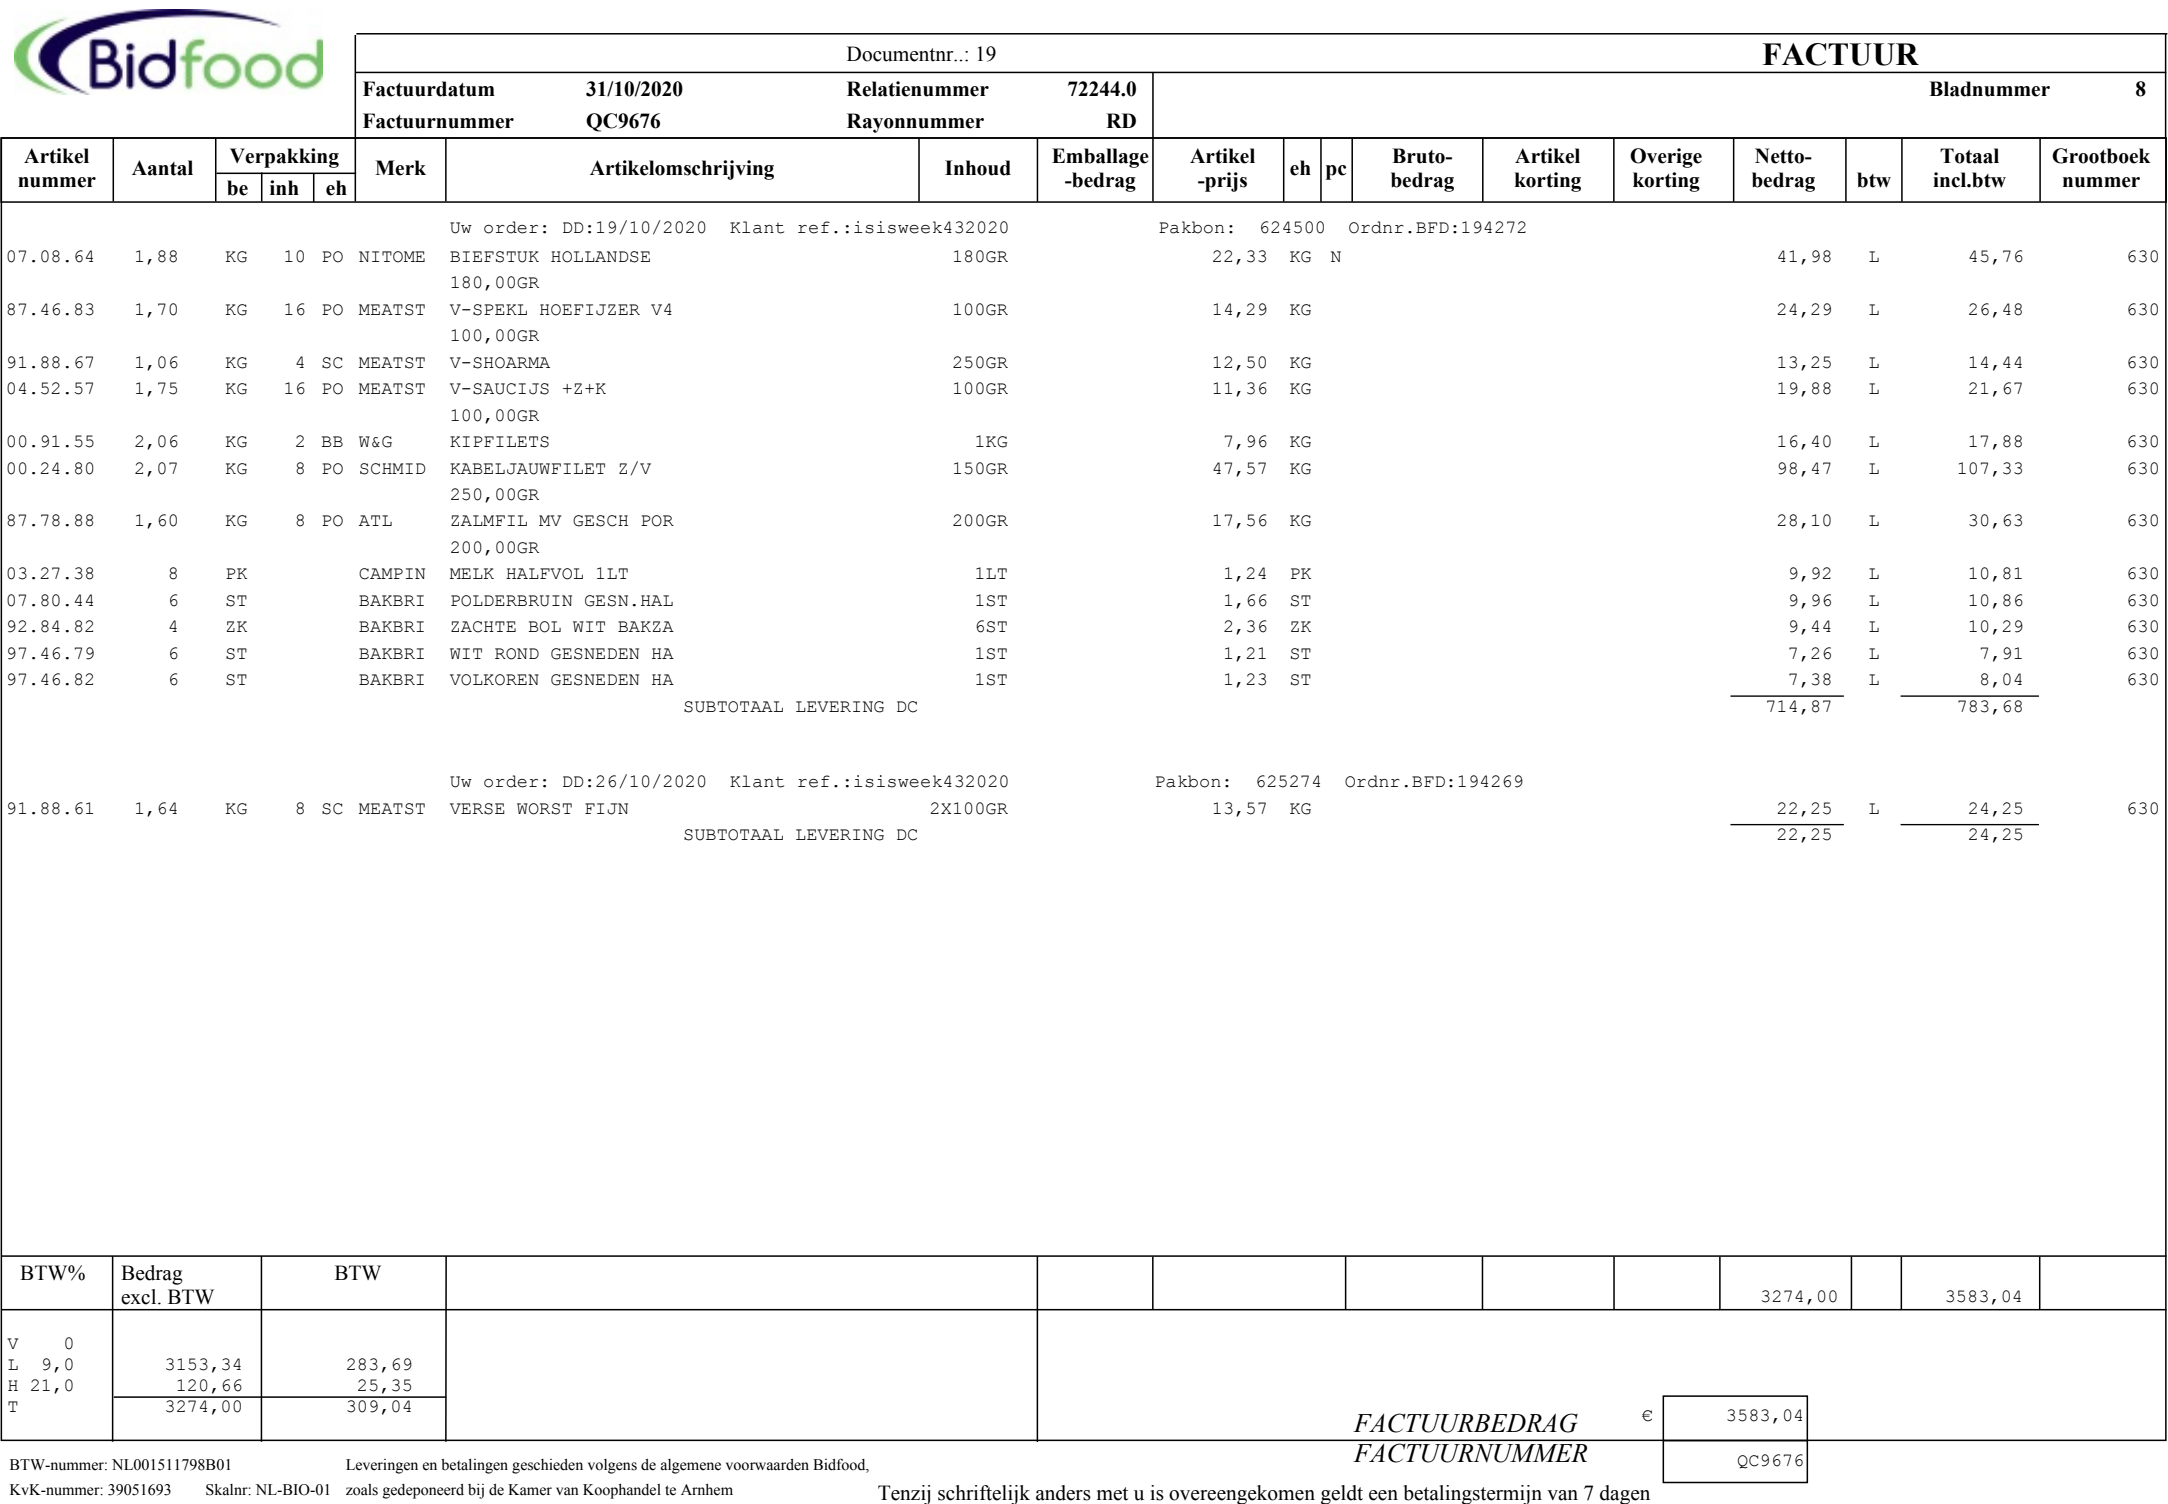 Bidfood
Documentnr..: 19 FACTUUR
Factuurdatum 31/10/2020 Relatienummer 72244.0 Bladnummer 8
Factuurnummer QC9676 Rayonnummer RD
Artikel nummer Aantal Verpakking be inh eh Merk Artikelomschrijving Inhoud Emballage -bedrag Artikel -prijs eh pc Bruto- bedrag Artikel korting Overige korting Netto- bedrag btw Totaal incl.btw Grootboek nummer
Uw order: DD:19/10/2020 Klant ref.:isisweek432020 Pakbon: 624500 Ordnr.BFD:194272
07.08.64 1,88 KG 10 PO NITOME BIEFSTUK HOLLANDSE 180GR 22,33 KG N 41,98 L 45,76 630
180,00GR
87.46.83 1,70 KG 16 PO MEATST V-SPEKL HOEFIJZER V4 100GR 14,29 KG 24,29 L 26,48 630
100,00GR
91.88.67 1,06 KG 4 SC MEATST V-SHOARMA 250GR 12,50 KG 13,25 L 14,44 630
04.52.57 1,75 KG 16 PO MEATST V-SAUCIJS +Z+K 100GR 11,36 KG 19,88 L 21,67 630
100,00GR
00.91.55 2,06 KG 2 BB W&G KIPFILETS 1KG 7,96 KG 16,40 L 17,88 630
00.24.80 2,07 KG 8 PO SCHMID KABELJAUWFILET Z/V 150GR 47,57 KG 98,47 L 107,33 630
250,00GR
87.78.88 1,60 KG 8 PO ATL ZALMFIL MV GESCH POR 200GR 17,56 KG 28,10 L 30,63 630
200,00GR
03.27.38 8 PK CAMPIN MELK HALFVOL 1LT 1LT 1,24 PK 9,92 L 10,81 630
07.80.44 6 ST BAKBRI POLDERBRUIN GESN.HAL 1ST 1,66 ST 9,96 L 10,86 630
92.84.82 4 ZK BAKBRI ZACHTE BOL WIT BAKZA 6ST 2,36 ZK 9,44 L 10,29 630
97.46.79 6 ST BAKBRI WIT ROND GESNEDEN HA 1ST 1,21 ST 7,26 L 7,91 630
97.46.82 6 ST BAKBRI VOLKOREN GESNEDEN HA 1ST 1,23 ST 7,38 L 8,04 630
SUBTOTAAL LEVERING DC 714,87 783,68
Uw order: DD:26/10/2020 Klant ref.:isisweek432020 Pakbon: 625274 Ordnr.BFD:194269
91.88.61 1,64 KG 8 SC MEATST VERSE WORST FIJN 2X100GR 13,57 KG 22,25 L 24,25 630
SUBTOTAAL LEVERING DC 22,25 24,25
BTW% Bedrag excl. BTW BTW 3274,00 3583,04
V 0
L 9,0 3153,34 283,69
H 21,0 120,66 25,35
T 3274,00 309,04
FACTUURBEDRAG € 3583,04
FACTUURNUMMER QC9676
BTW-nummer: NL001511798B01 Leveringen en betalingen geschieden volgens de algemene voorwaarden Bidfood,
KvK-nummer: 39051693 Skalnr: NL-BIO-01 zoals gedeponeerd bij de Kamer van Koophandel te Arnhem Tenzij schriftelijk anders met u is overeengekomen geldt een betalingstermijn van 7 dagen